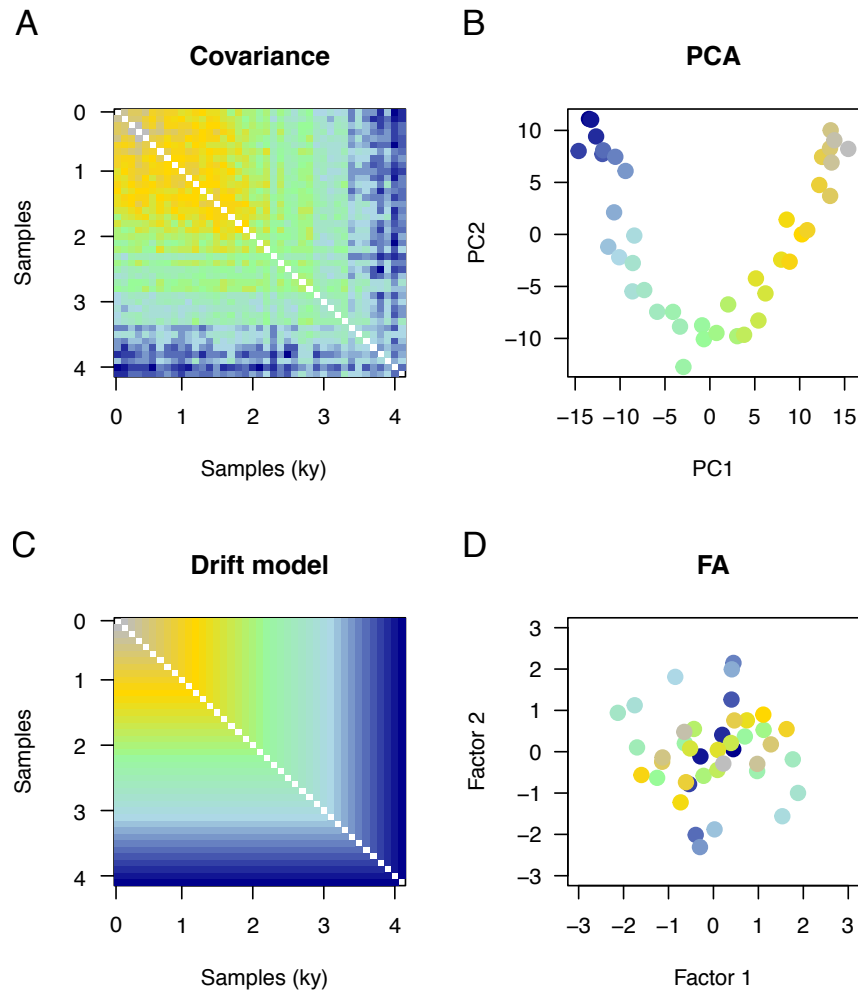 A
Covariance
0
1
2
3
4
Samples
0 1 2 3 4
Samples (ky)
B
PCA
10
5
0
−5
−10
PC2
−15 −10 −5 0 5 10 15
PC1
C
Drift model
0
1
2
3
4
Samples
0 1 2 3 4
Samples (ky)
D
FA
3
2
1
0
−1
−2
−3
Factor 2
−3 −2 −1 0 1 2 3
Factor 1